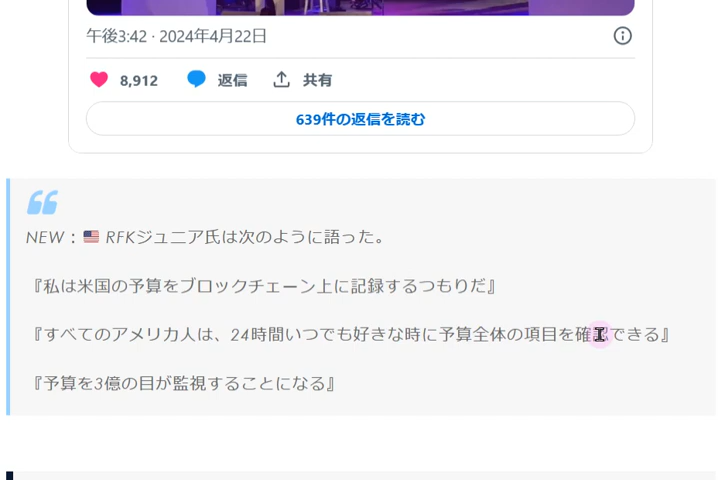 午後3:42 · 2024年4月22日
8,912 返信 共有
639件の返信を読む
NEW：🇺🇸 RFKジュニア氏は次のように語った。
『私は米国の予算をブロックチェーン上に記録するつもりだ』
『すべてのアメリカ人は、24時間いつでも好きな時に予算全体の項目を確認できる』
『予算を3億の目が監視することになる』